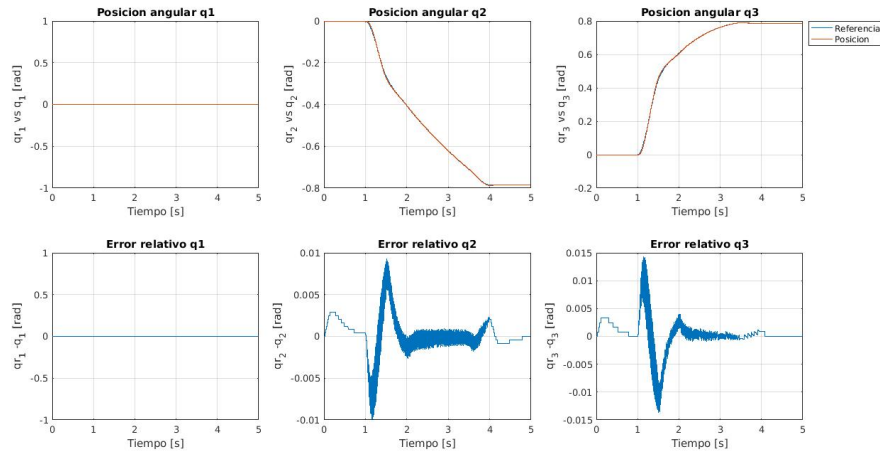 Posicion angular q1
qr1 vs q1 [rad]
1
0.5
0
-0.5
-1
0 1 2 3 4 5
Tiempo [s]
Posicion angular q2
qr2 vs q2 [rad]
0
-0.2
-0.4
-0.6
-0.8
0 1 2 3 4 5
Tiempo [s]
Posicion angular q3
qr3 vs q3 [rad]
0.8
0.6
0.4
0.2
0
-0.2
0 1 2 3 4 5
Tiempo [s]
Referencia
Posicion
Error relativo q1
qr1 -q1 [rad]
1
0.5
0
-0.5
-1
0 1 2 3 4 5
Tiempo [s]
Error relativo q2
qr2 -q2 [rad]
0.01
0.005
0
-0.005
-0.01
0 1 2 3 4 5
Tiempo [s]
Error relativo q3
qr3 -q3 [rad]
0.015
0.01
0.005
0
-0.005
-0.01
-0.015
0 1 2 3 4 5
Tiempo [s]